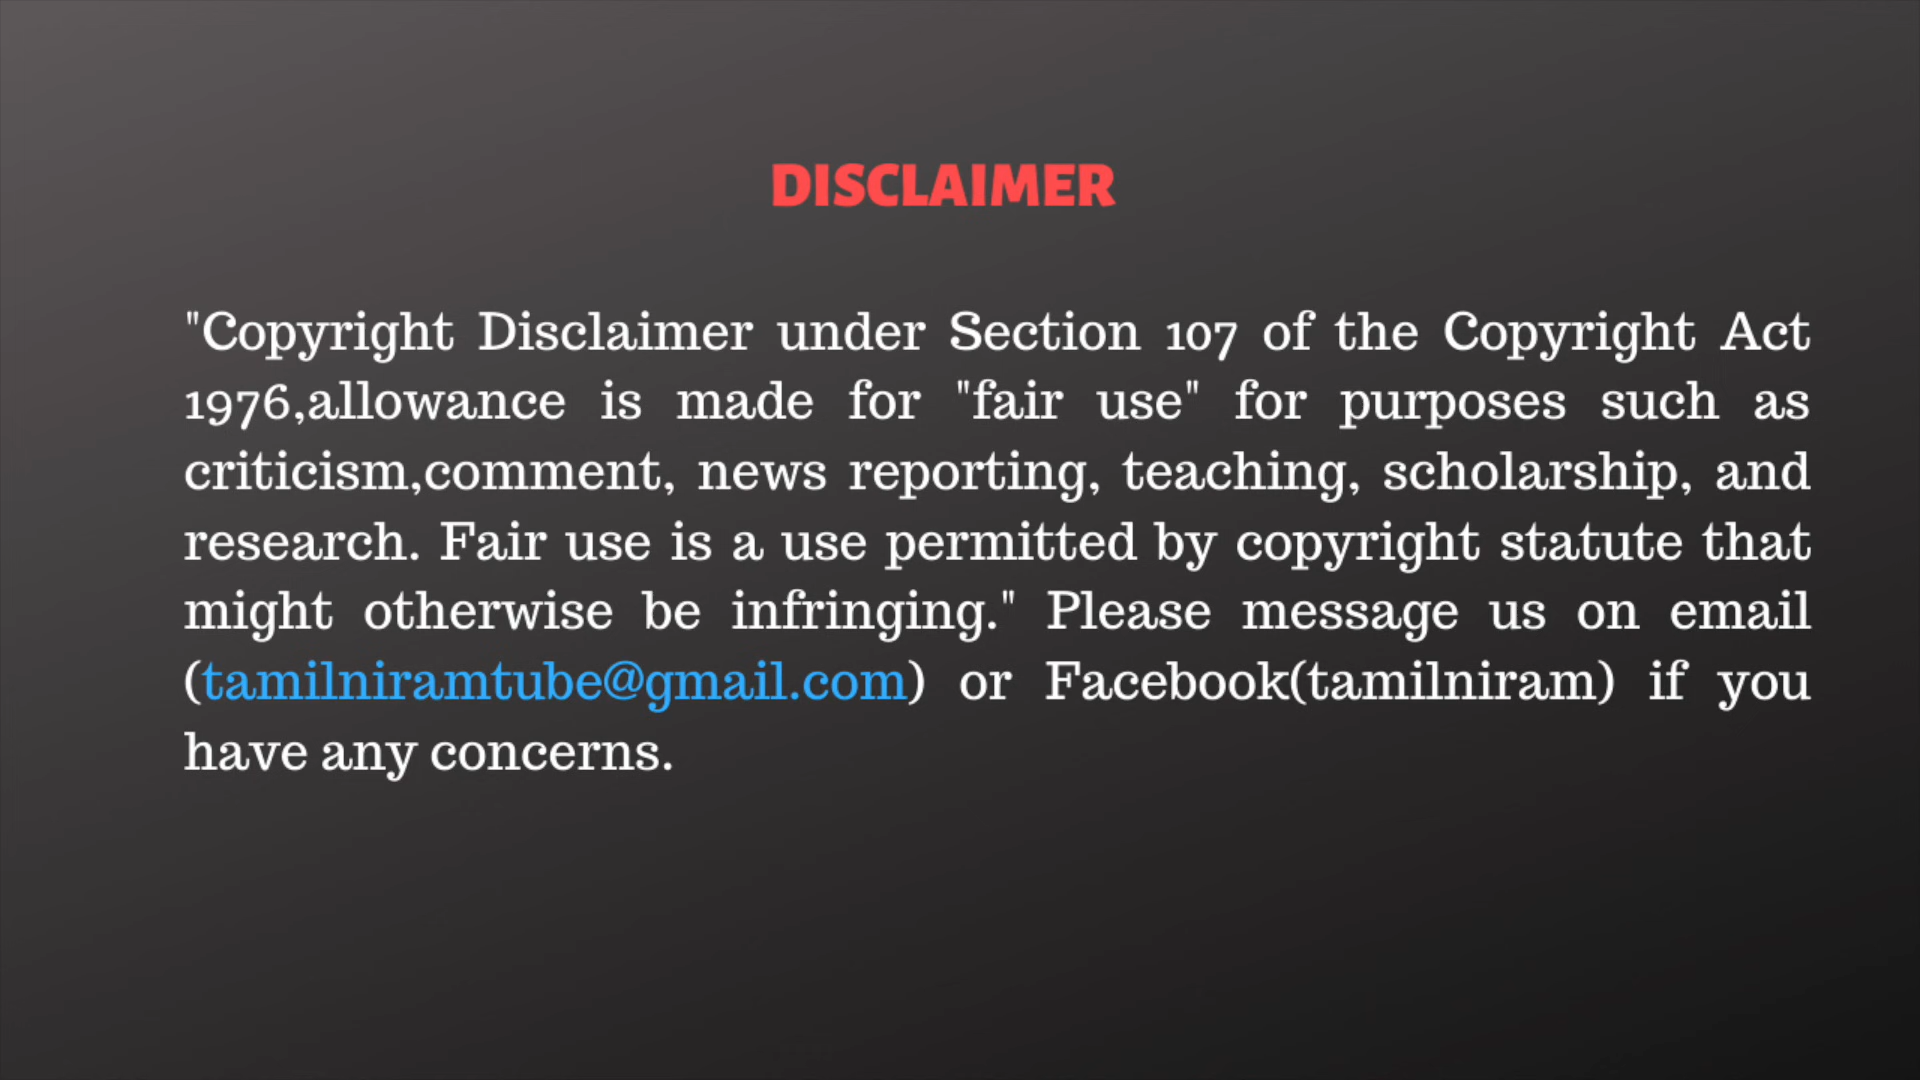 DISCLAIMER
"Copyright Disclaimer under Section 107 of the Copyright Act
1976,allowance is made for "fair use" for purposes such as
criticism,comment, news reporting, teaching, scholarship, and
research. Fair use is a use permitted by copyright statute that
might otherwise be infringing." Please message us on email
(tamilniramtube@gmail.com) or Facebook(tamilniram) if you
have any concerns.